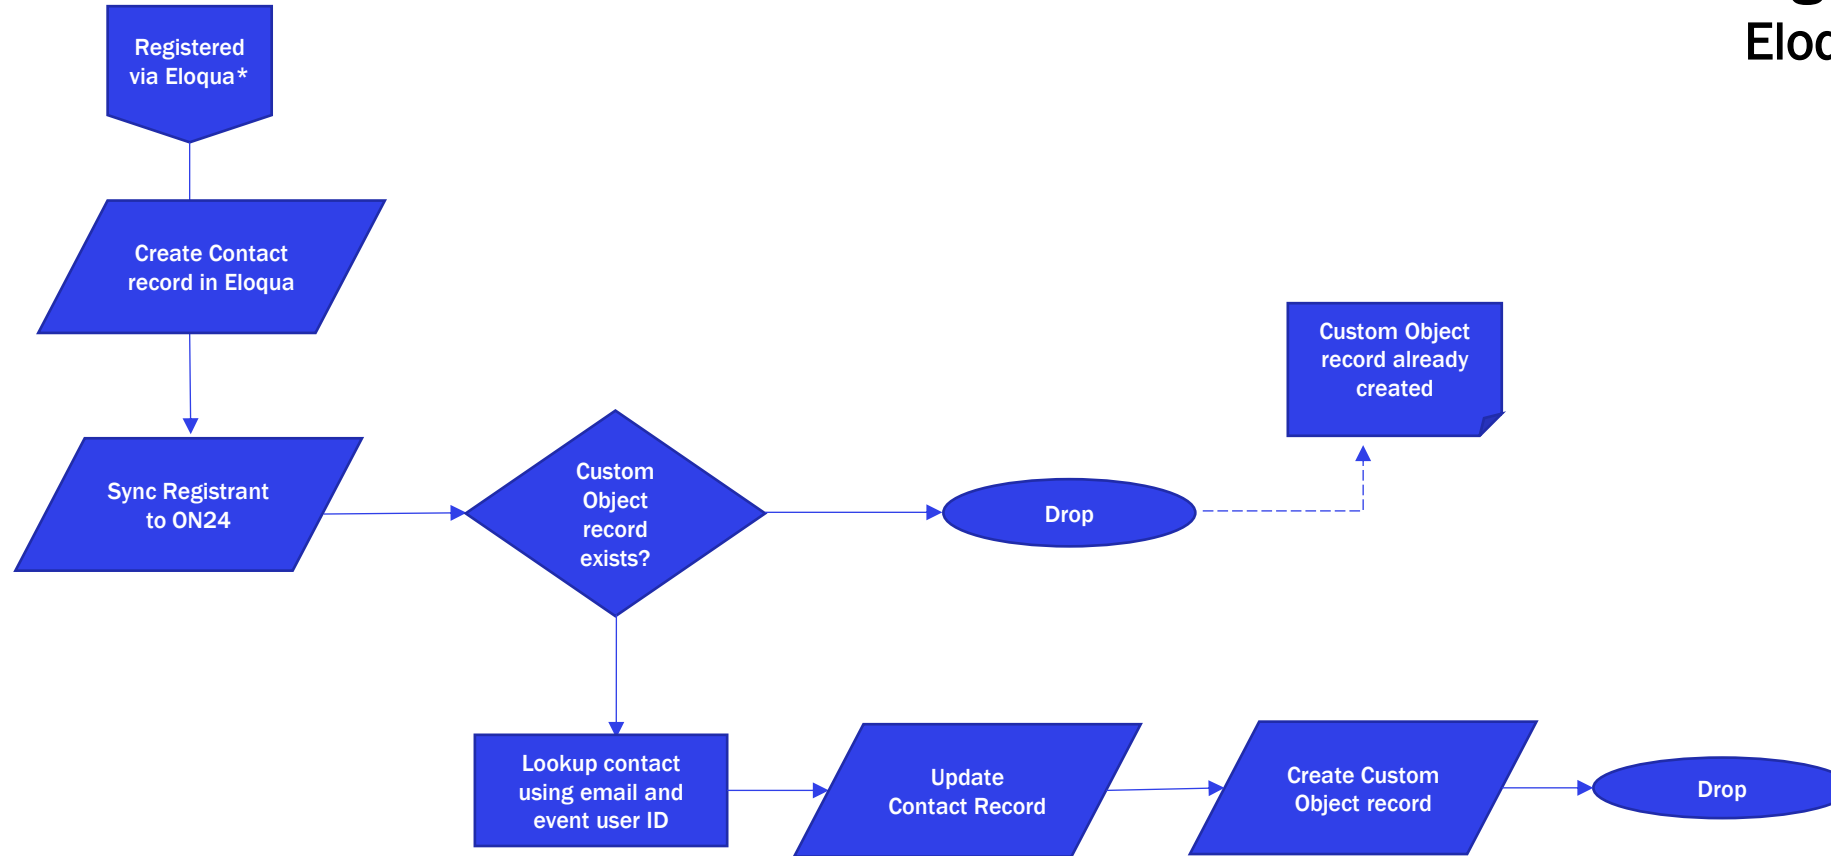 Registered
via Eloqua*
Create Contact
record in Eloqua
Sync Registrant
to ON24
Custom
Object
record
exists?
Drop
Custom Object
record already
created
Lookup contact
using email and
event user ID
Update
Contact Record
Create Custom
Object record
Drop